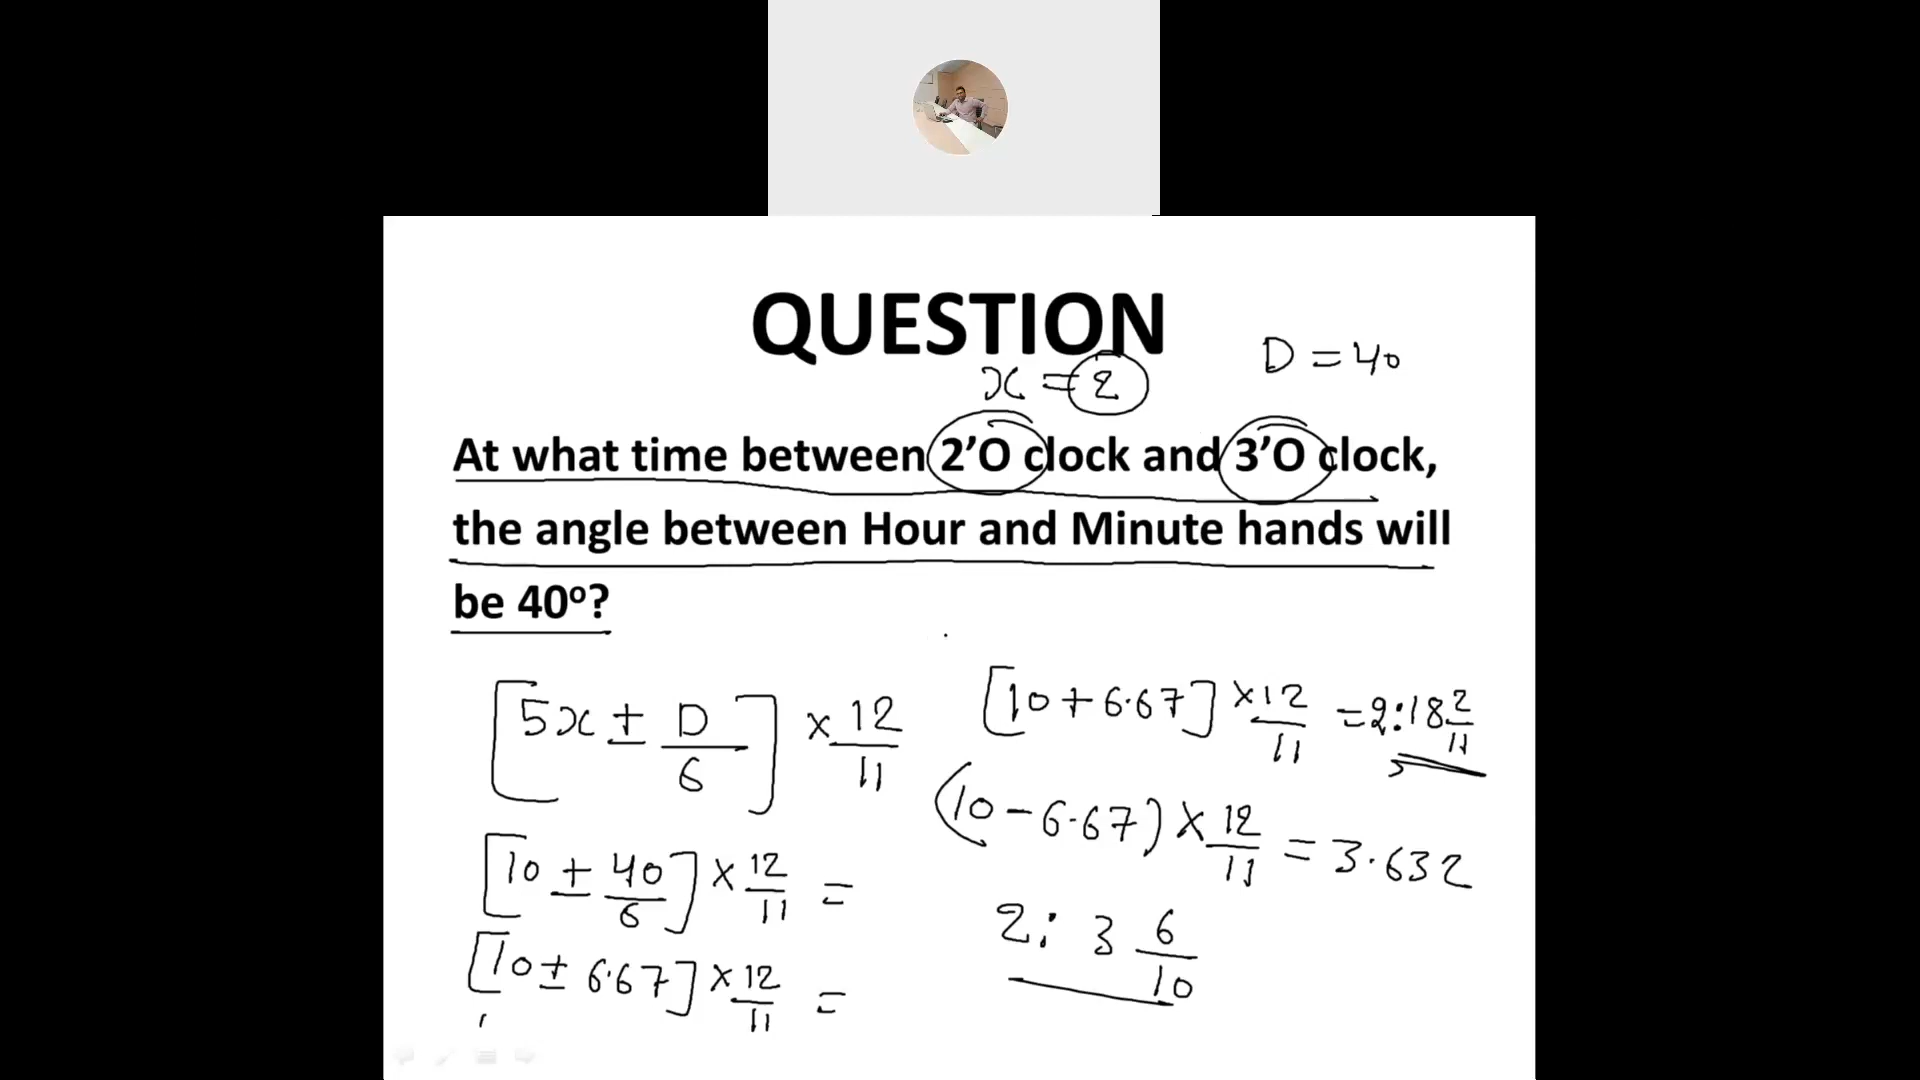 QUESTION
D = 40
x = 2
At what time between 2’O clock and 3’O clock,
the angle between Hour and Minute hands will
be 40º?
[5x ± D/6] × 12/11
[10 ± 40/6] × 12/11 =
[10 ± 6.67] × 12/11 =
[10 + 6.67] × 12/11 = 2:18 2/11
(10 - 6.67) × 12/11 = 3.632
2: 3 6/10